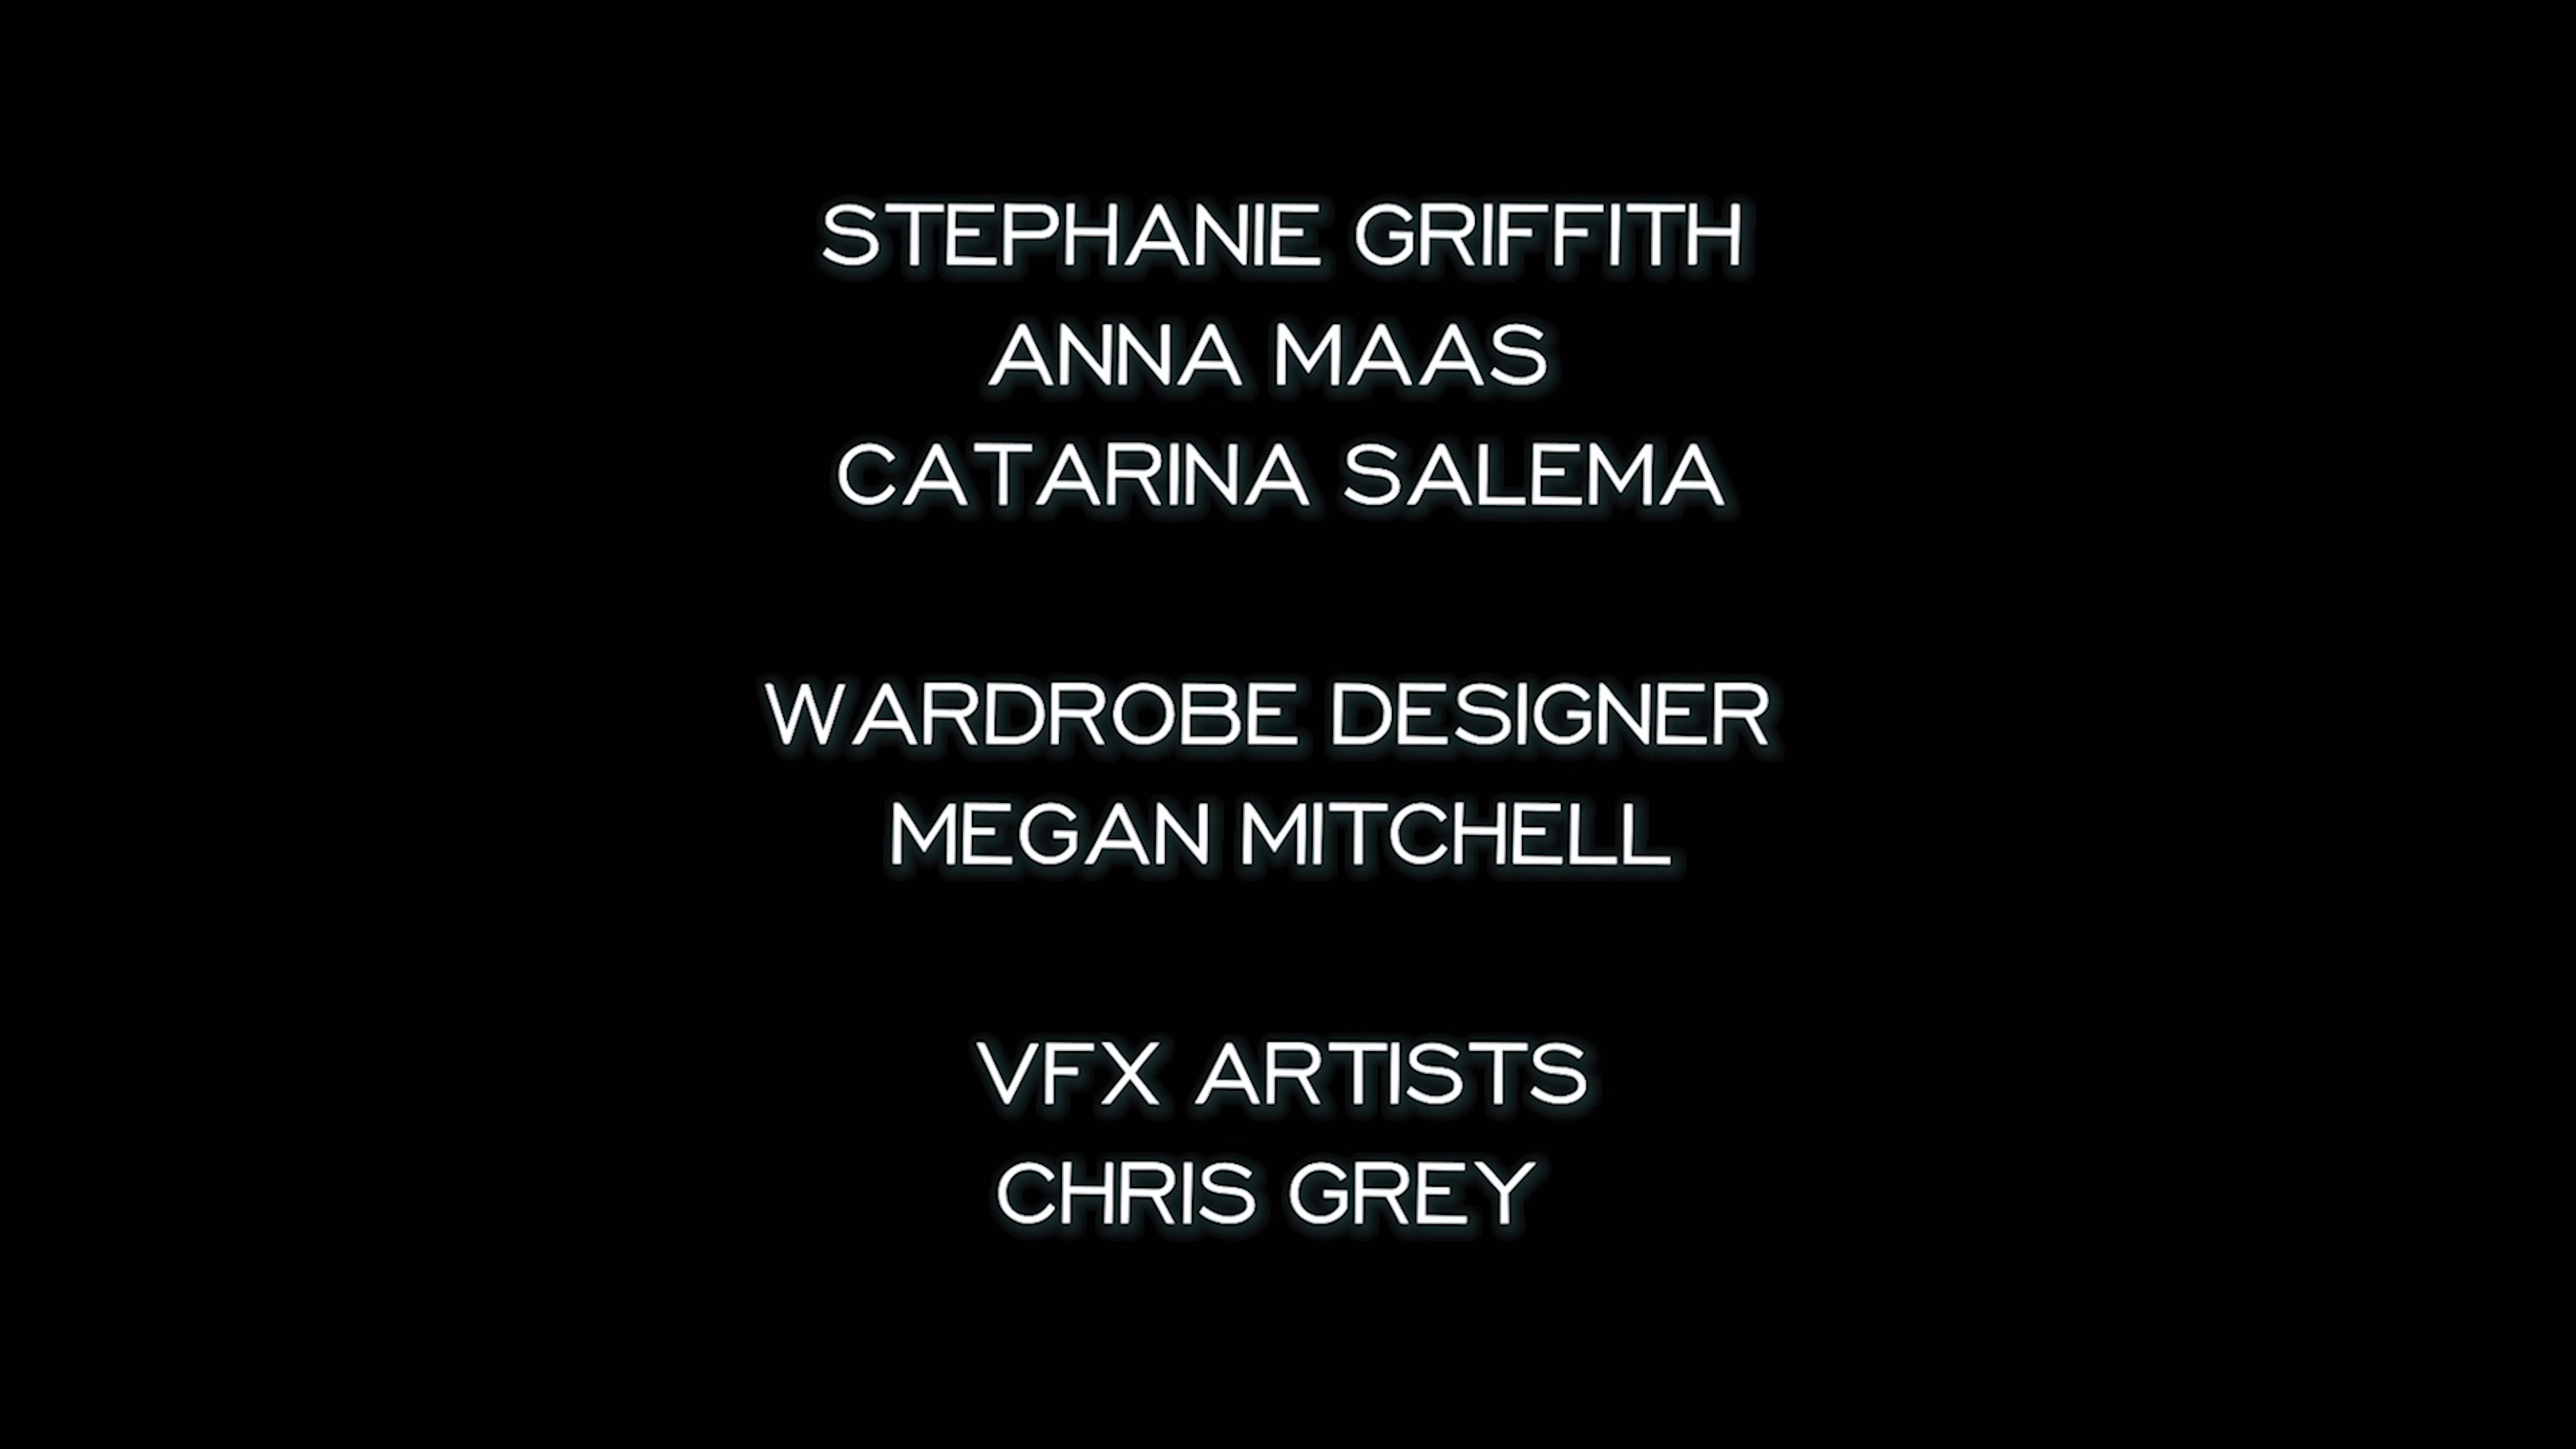 STEPHANIE GRIFFITH
ANNA MAAS
CATARINA SALEMA
WARDROBE DESIGNER
MEGAN MITCHELL
VFX ARTISTS
CHRIS GREY